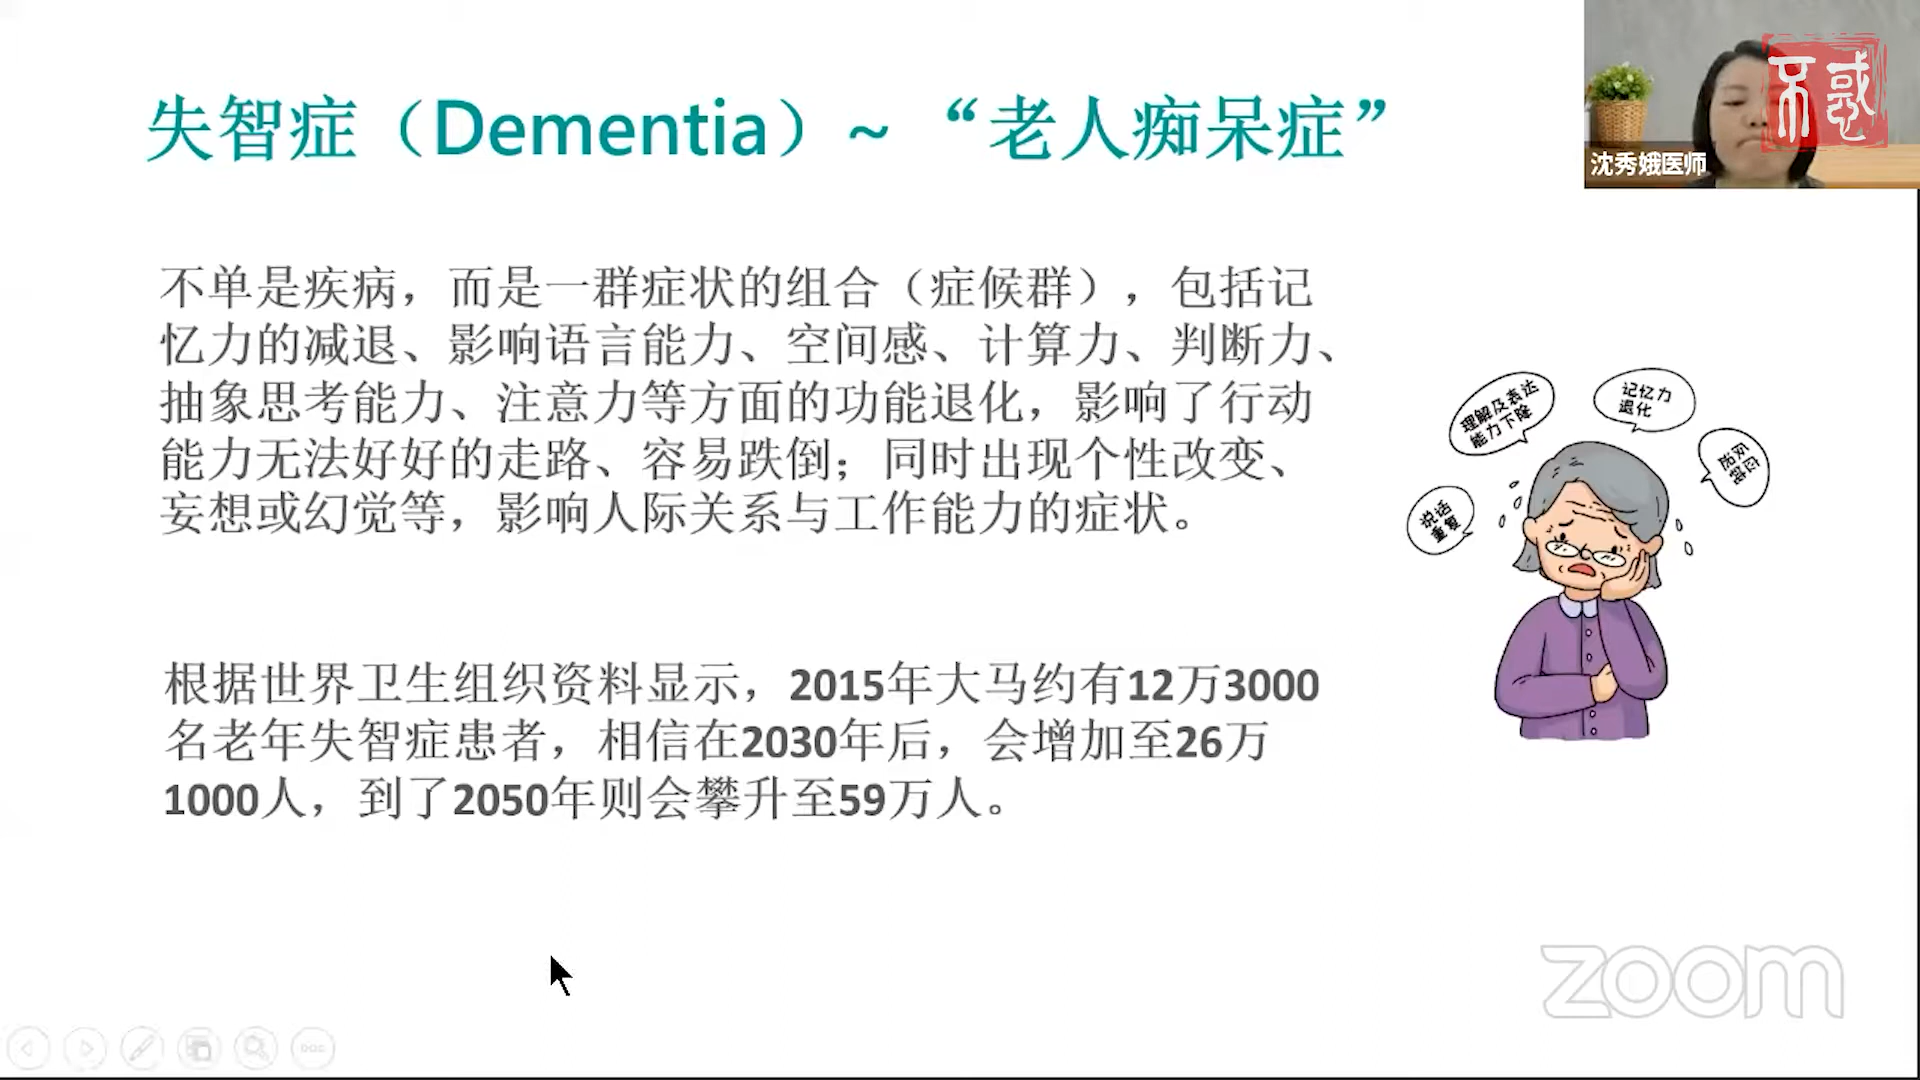 失智症（Dementia）~ “老人痴呆症”
不惑
沈秀娥医师
不单是疾病，而是一群症状的组合（症候群），包括记
忆力的减退、影响语言能力、空间感、计算力、判断力、
抽象思考能力、注意力等方面的功能退化，影响了行动
能力无法好好的走路、容易跌倒；同时出现个性改变、
妄想或幻觉等，影响人际关系与工作能力的症状。
理解及表达
能力下降
记忆力
退化
说话
重复
根据世界卫生组织资料显示，2015年大马约有12万3000
名老年失智症患者，相信在2030年后，会增加至26万
1000人，到了2050年则会攀升至59万人。
zoom